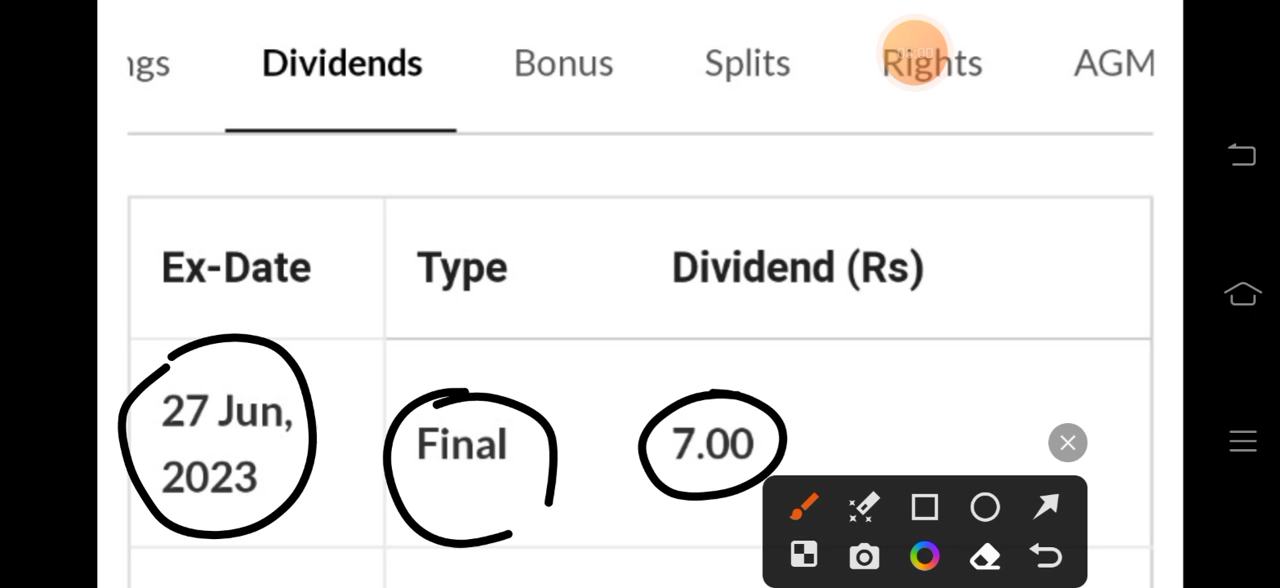 ngs Dividends Bonus Splits Rights AGM
Ex-Date Type Dividend (Rs)
27 Jun,
2023 Final 7.00